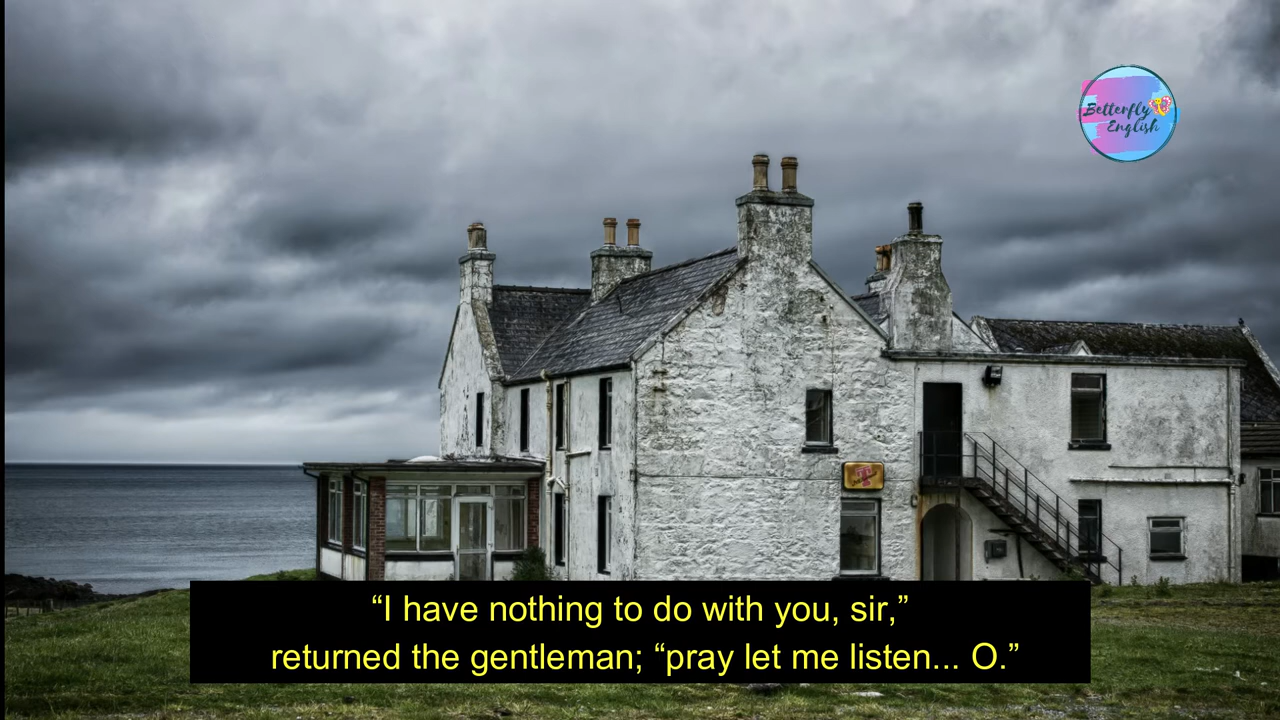 Betterfly
English
“I have nothing to do with you, sir,”
returned the gentleman; “pray let me listen... O.”